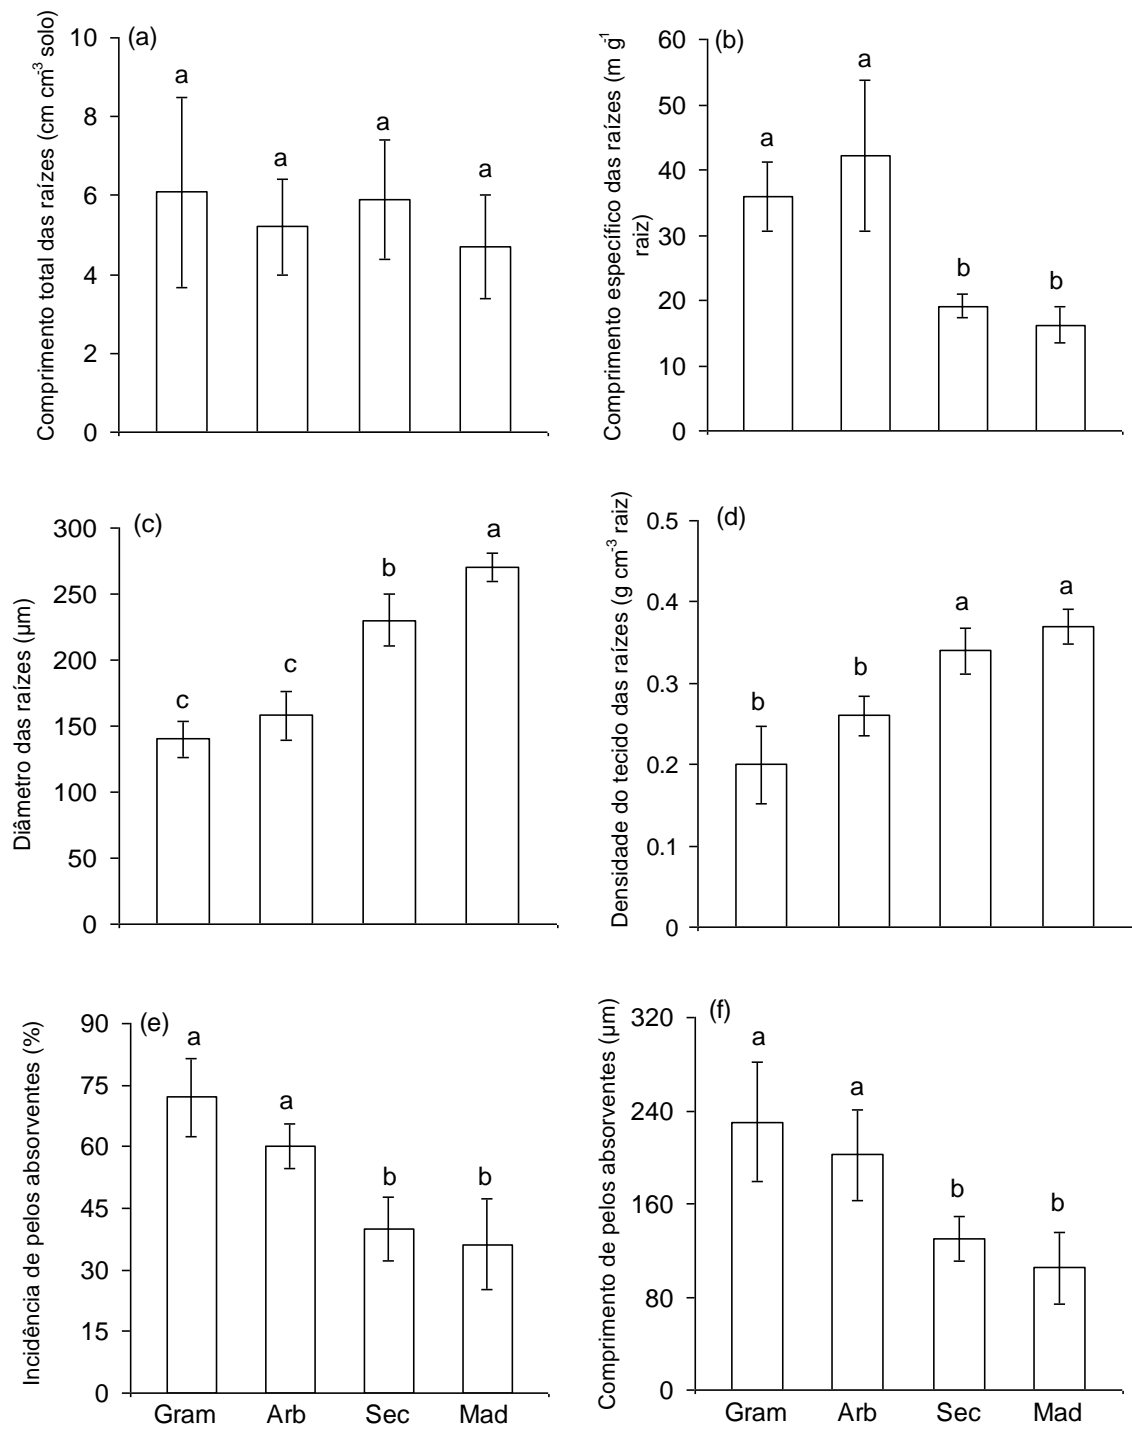 (a)
Comprimento total das raízes (cm cm-3 solo)
10
8
6
4
2
0
a
a
a
a
(b)
Comprimento específico das raízes (m g-1
raiz)
60
50
40
30
20
10
0
a
a
b
b
(c)
Diâmetro das raízes (µm)
300
250
200
150
100
50
0
c
c
b
a
(d)
Densidade do tecido das raízes (g cm-3 raiz)
0.5
0.4
0.3
0.2
0.1
0
b
b
a
a
(e)
Incidência de pelos absorventes (%)
90
75
60
45
30
15
0
a
a
b
b
Gram Arb Sec Mad
(f)
Comprimento de pelos absorventes (µm)
320
240
160
80
0
a
a
b
b
Gram Arb Sec Mad